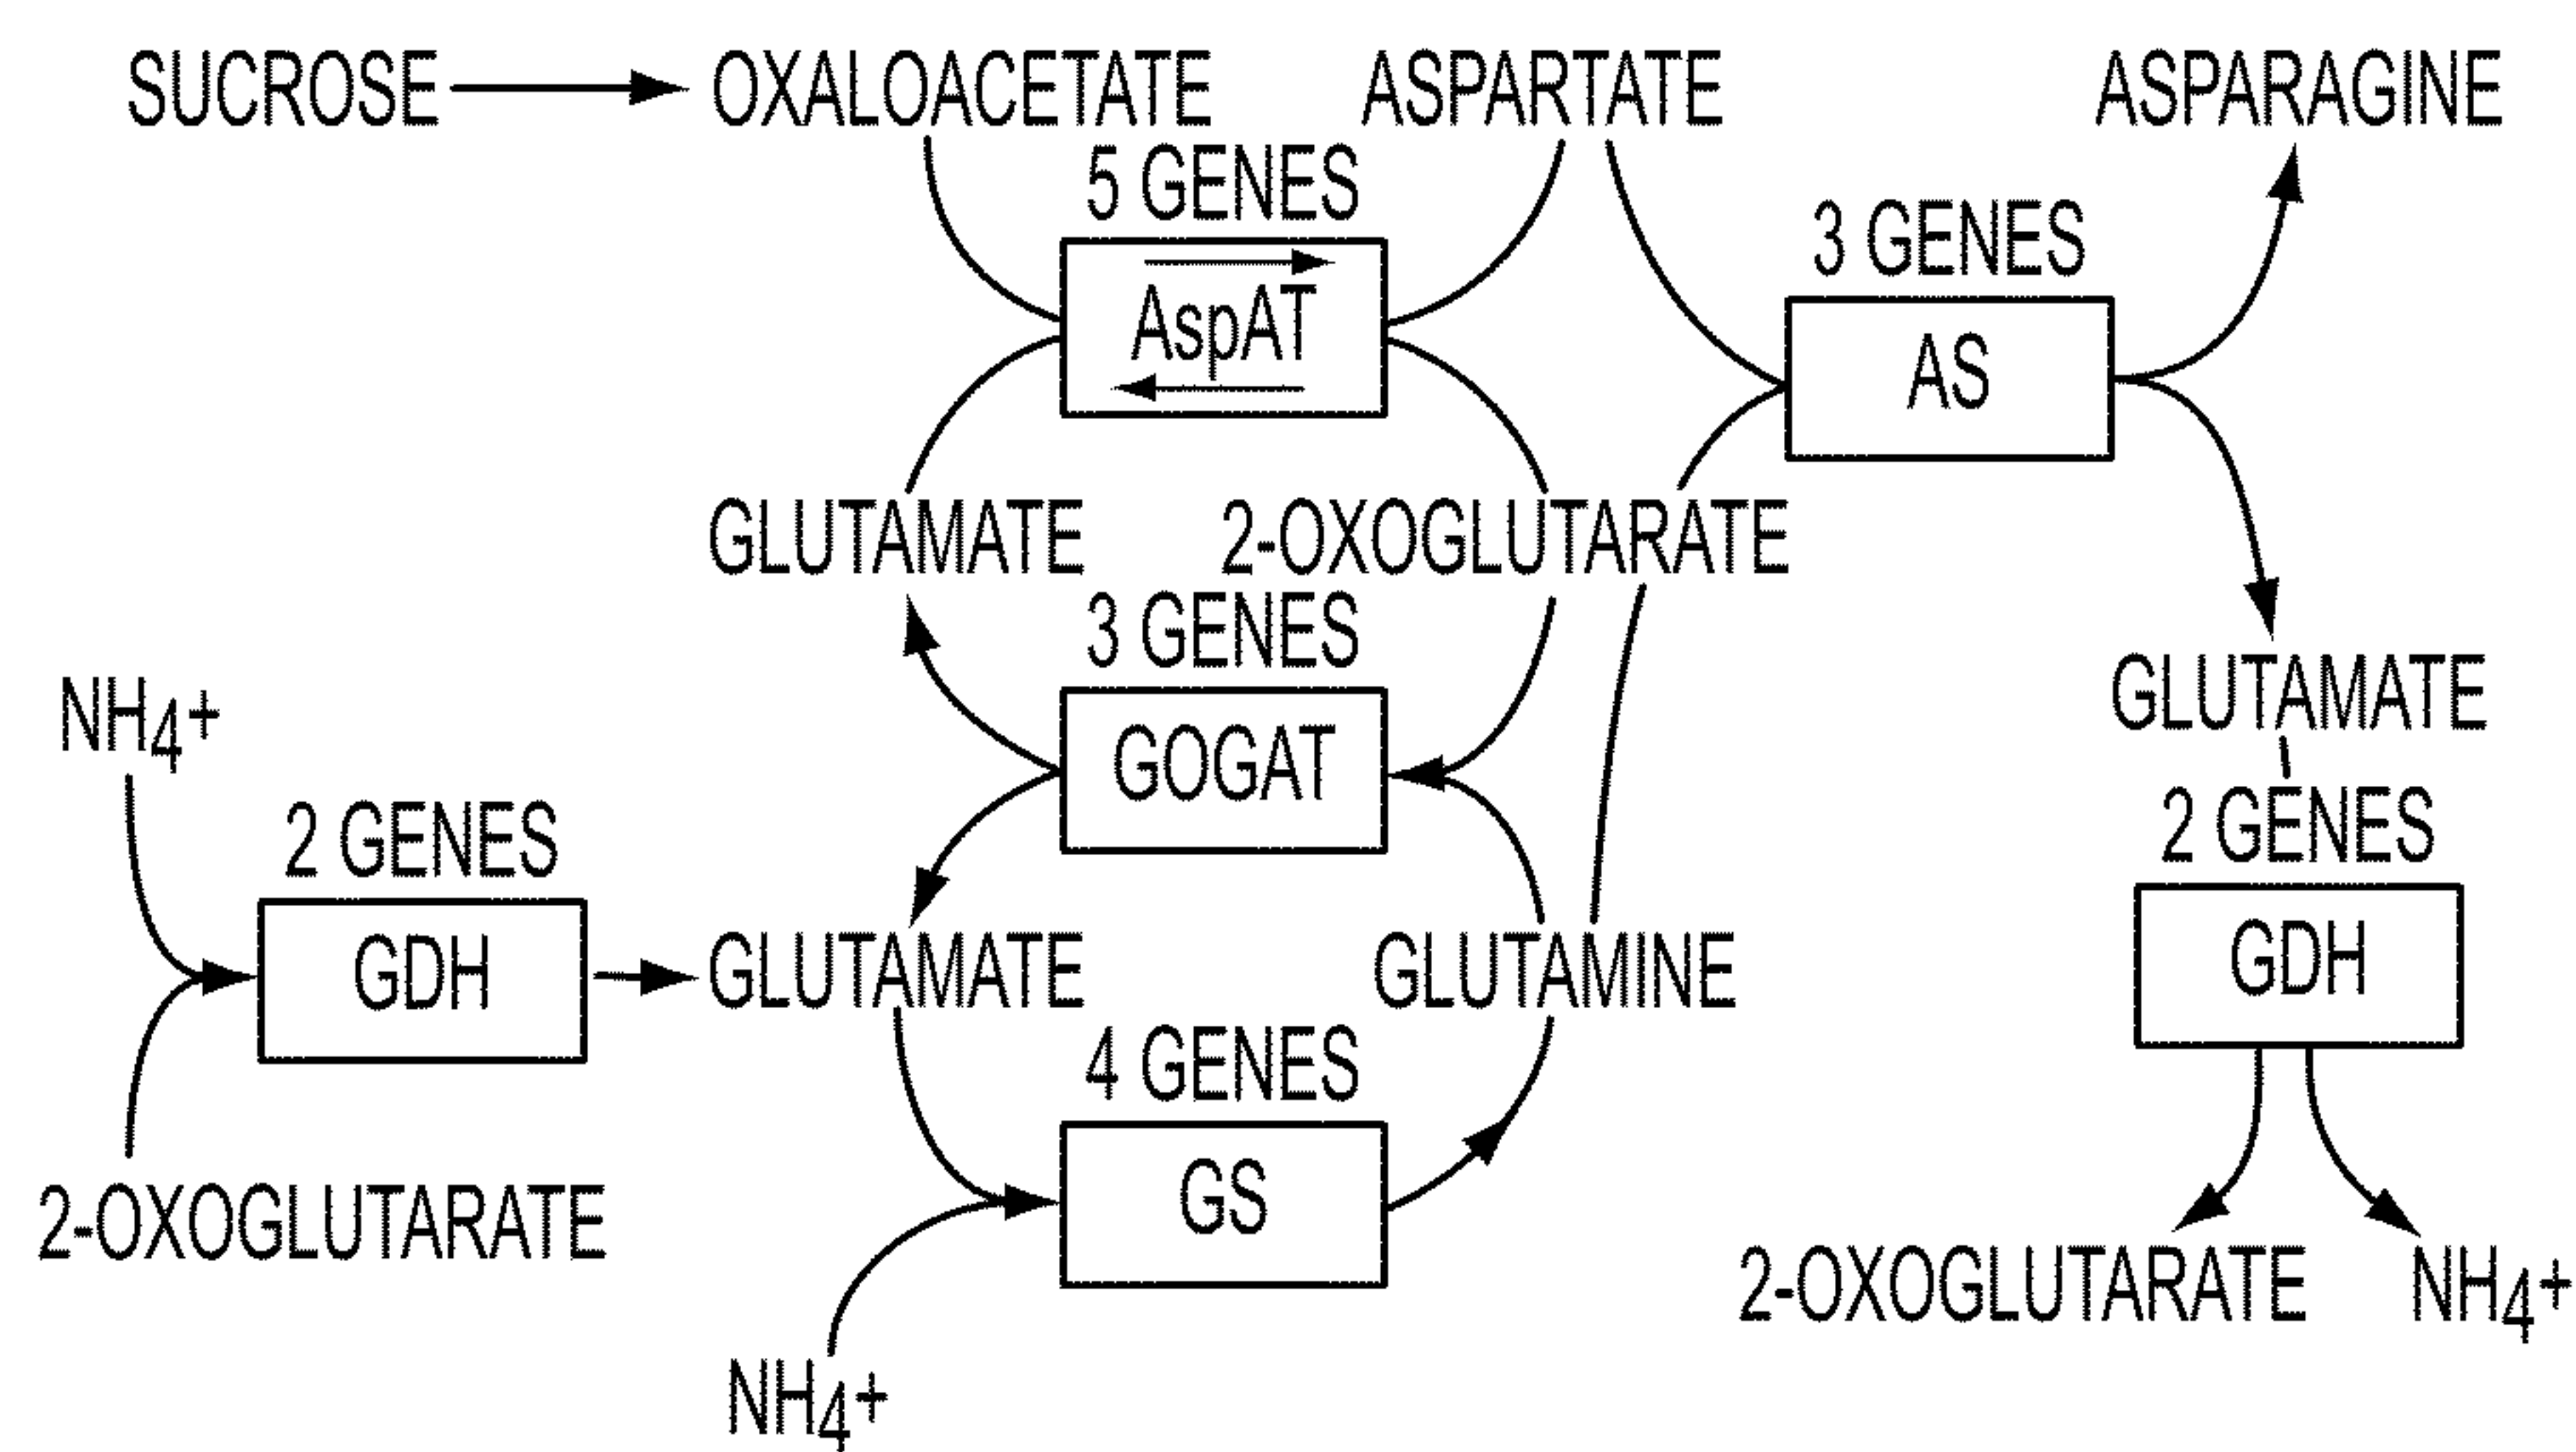 SUCROSE OXALOACETATE ASPARTATE ASPARAGINE
5 GENES
3 GENES
AspAT
AS
GLUTAMATE 2-OXOGLUTARATE
3 GENES
GLUTAMATE
NH4+
GOGAT
2 GENES
2 GENES
GDH
GLUTAMATE GLUTAMINE
GDH
4 GENES
GS
2-OXOGLUTARATE
2-OXOGLUTARATE NH4+
NH4+